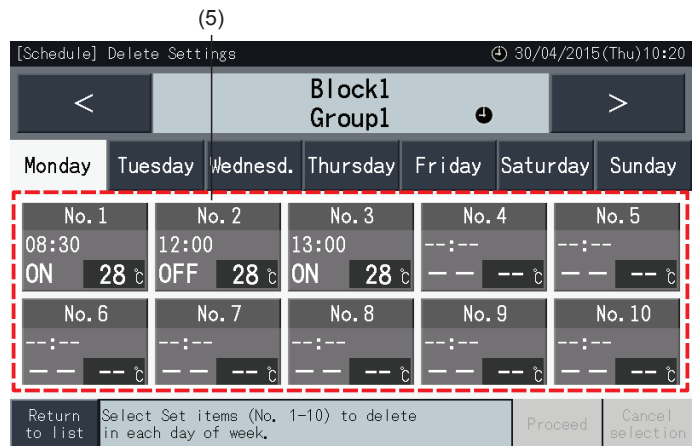 (5)
[Schedule] Delete Settings 30/04/2015(Thu)10:20
< Block1 >
Group1
Monday Tuesday Wednesd. Thursday Friday Saturday Sunday
No.1 No.2 No.3 No.4 No.5
08:30 12:00 13:00 --:-- --:--
ON 28℃ OFF 28℃ ON 28℃ -- --℃ -- --℃
No.6 No.7 No.8 No.9 No.10
--:-- --:-- --:-- --:-- --:--
-- --℃ -- --℃ -- --℃ -- --℃ -- --℃
Return Select Set items (No. 1-10) to delete Proceed Cancel
to list in each day of week. selection